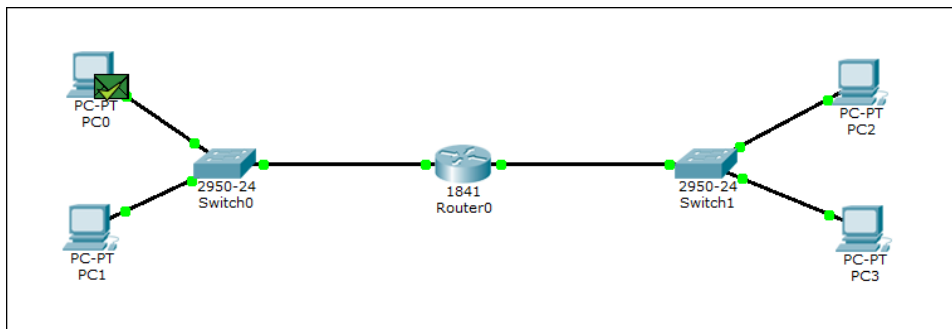 PC-PT
PC0
PC-PT
PC1
2950-24
Switch0
1841
Router0
2950-24
Switch1
PC-PT
PC2
PC-PT
PC3